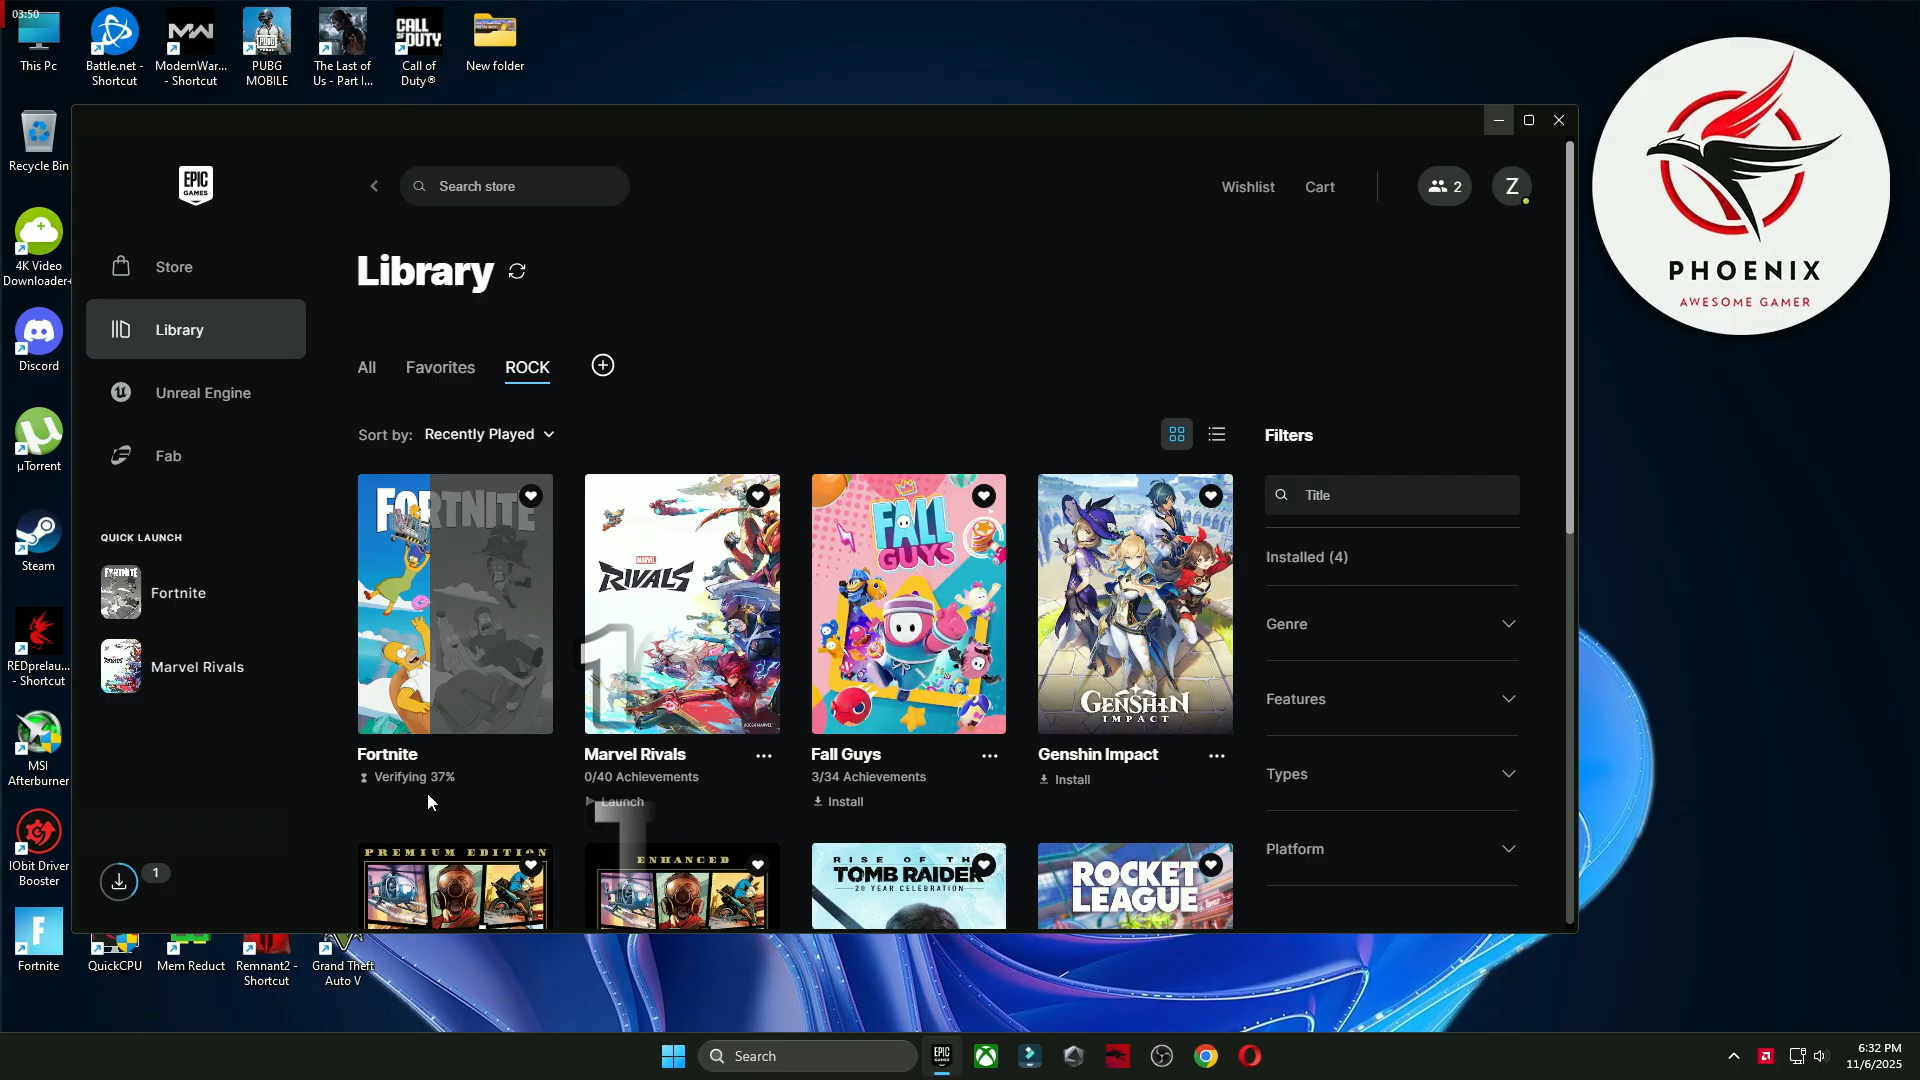 03:50
This Pc
Battle.net -
Shortcut
ModernWar...
- Shortcut
PUBG
MOBILE
The Last of
Us - Part I...
CALL OF DUTY.
Call of
Duty®
New folder
Recycle Bin
4K Video
Downloader+
Discord
µTorrent
Steam
REDprelau...
- Shortcut
MSI
Afterburner
IObit Driver
Booster
Fortnite
QuickCPU
Mem Reduct
Remnant2 -
Shortcut
Grand Theft
Auto V
EPIC
GAMES
Search store
Wishlist
Cart
2
Z
Store
Library
Unreal Engine
Fab
QUICK LAUNCH
Fortnite
Marvel Rivals
1
Library
All
Favorites
ROCK
Sort by:
Recently Played
FORTNITE
MARVEL
RIVALS
FALL
GUYS
GENSHIN
IMPACT
Fortnite
Verifying 37%
Marvel Rivals
0/40 Achievements
Launch
Fall Guys
3/34 Achievements
Install
Genshin Impact
Install
PREMIUM EDITION
ENHANCED
RISE OF TH
TOMB RAIDER
20 YEAR CELEBRATION
ROCKET
LEAGUE
Filters
Title
Installed (4)
Genre
Features
Types
Platform
PHOENIX
AWESOME GAMER
Search
6:32 PM
11/6/2025